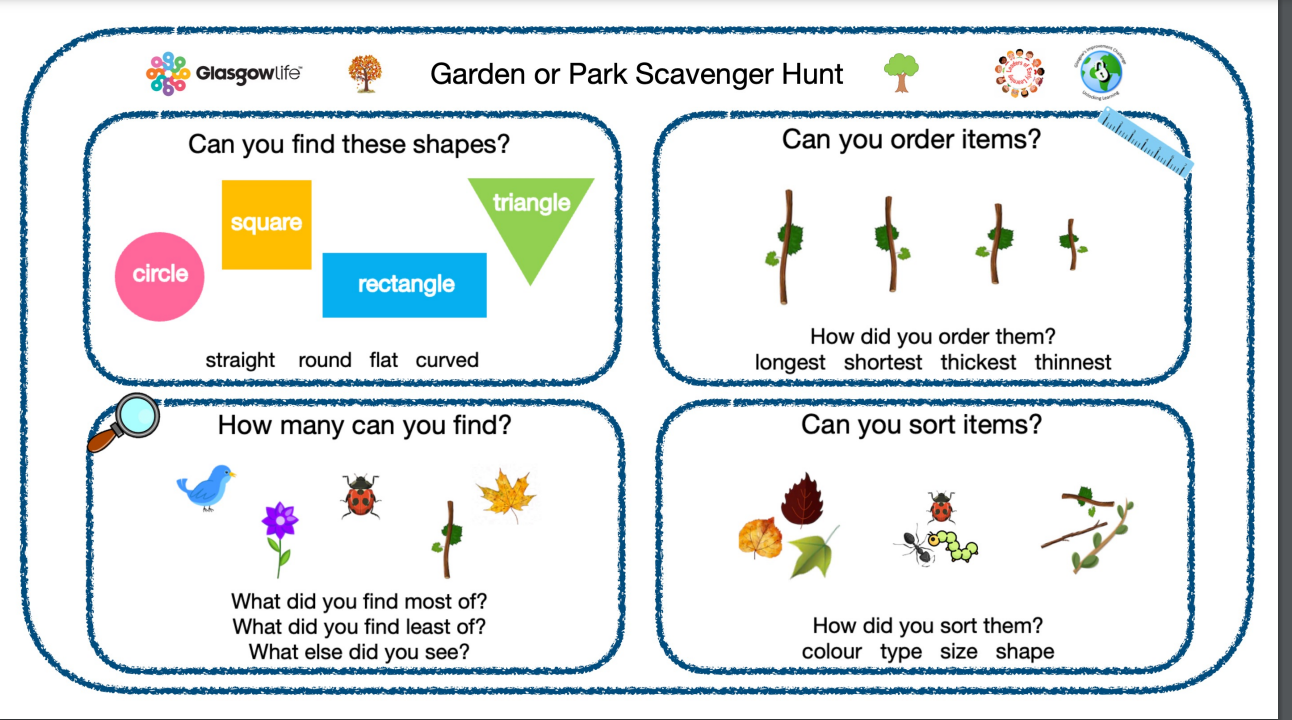 Glasgowlife™
Garden or Park Scavenger Hunt
Can you find these shapes?
circle
square
rectangle
triangle
straight round flat curved
Can you order items?
How did you order them?
longest shortest thickest thinnest
How many can you find?
What did you find most of?
What did you find least of?
What else did you see?
Can you sort items?
How did you sort them?
colour type size shape